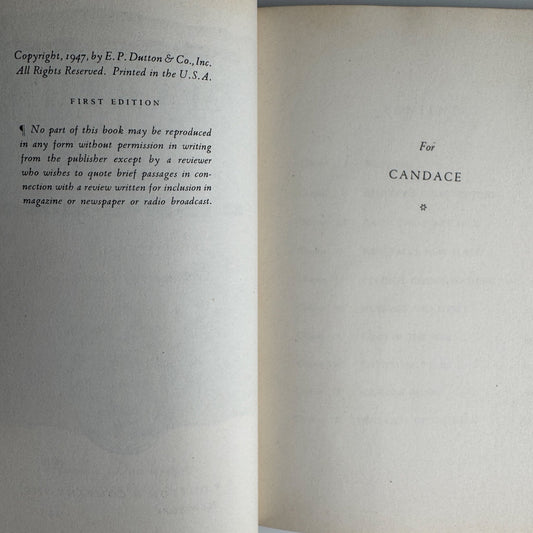 Copyright, 1947, by E. P. Dutton & Co., Inc.
All Rights Reserved. Printed in the U. S. A.
FIRST EDITION
¶ No part of this book may be reproduced
in any form without permission in writing
from the publisher except by a reviewer
who wishes to quote brief passages in con-
nection with a review written for inclusion in
magazine or newspaper or radio broadcast.
For
CANDACE